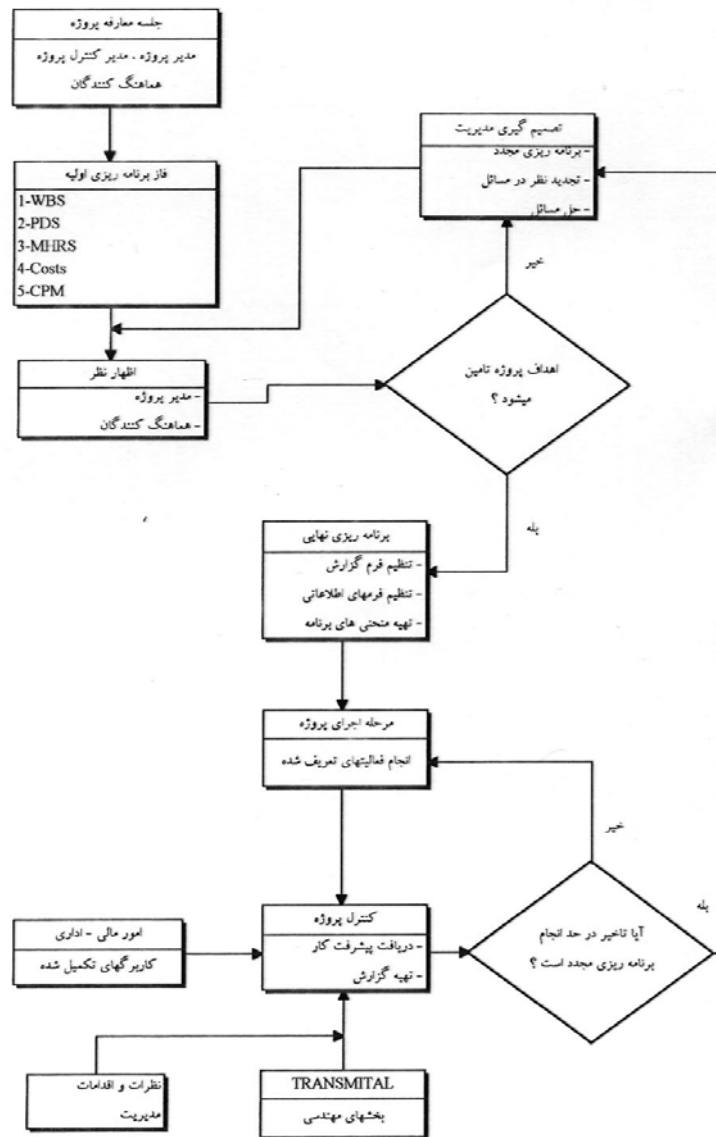 جلسه معارفه پروژه
مدیر پروژه . مدیر کنترل پروژه
هماهنگ کنندگان
تصمیم گیری مدیریت
- برنامه ریزی مجدد
- تجدید نظر در مسائل
- حل مسائل
فاز برنامه ریزی اولیه
1-WBS
2-PDS
3-MHRS
4-Costs
5-CPM
خیر
اظهار نظر
- مدیر پروژه
- هماهنگ کنندگان
اهداف پروژه تامین
میشود ؟
بله
برنامه ریزی نهایی
- تنظیم فرم گزارش
- تنظیم فرمهای اطلاعاتی
- تهیه منحنی های برنامه
مرحله اجرای پروژه
انجام فعالیتهای تعریف شده
خیر
کنترل پروژه
- دریافت پیشرفت کار
- تهیه گزارش
امور مالی - اداری
کاربرگهای تکمیل شده
آیا تاخیر در حد انجام
برنامه ریزی مجدد است ؟
بله
نظرات و اقدامات
مدیریت
TRANSMITAL
بخشهای مهندسی